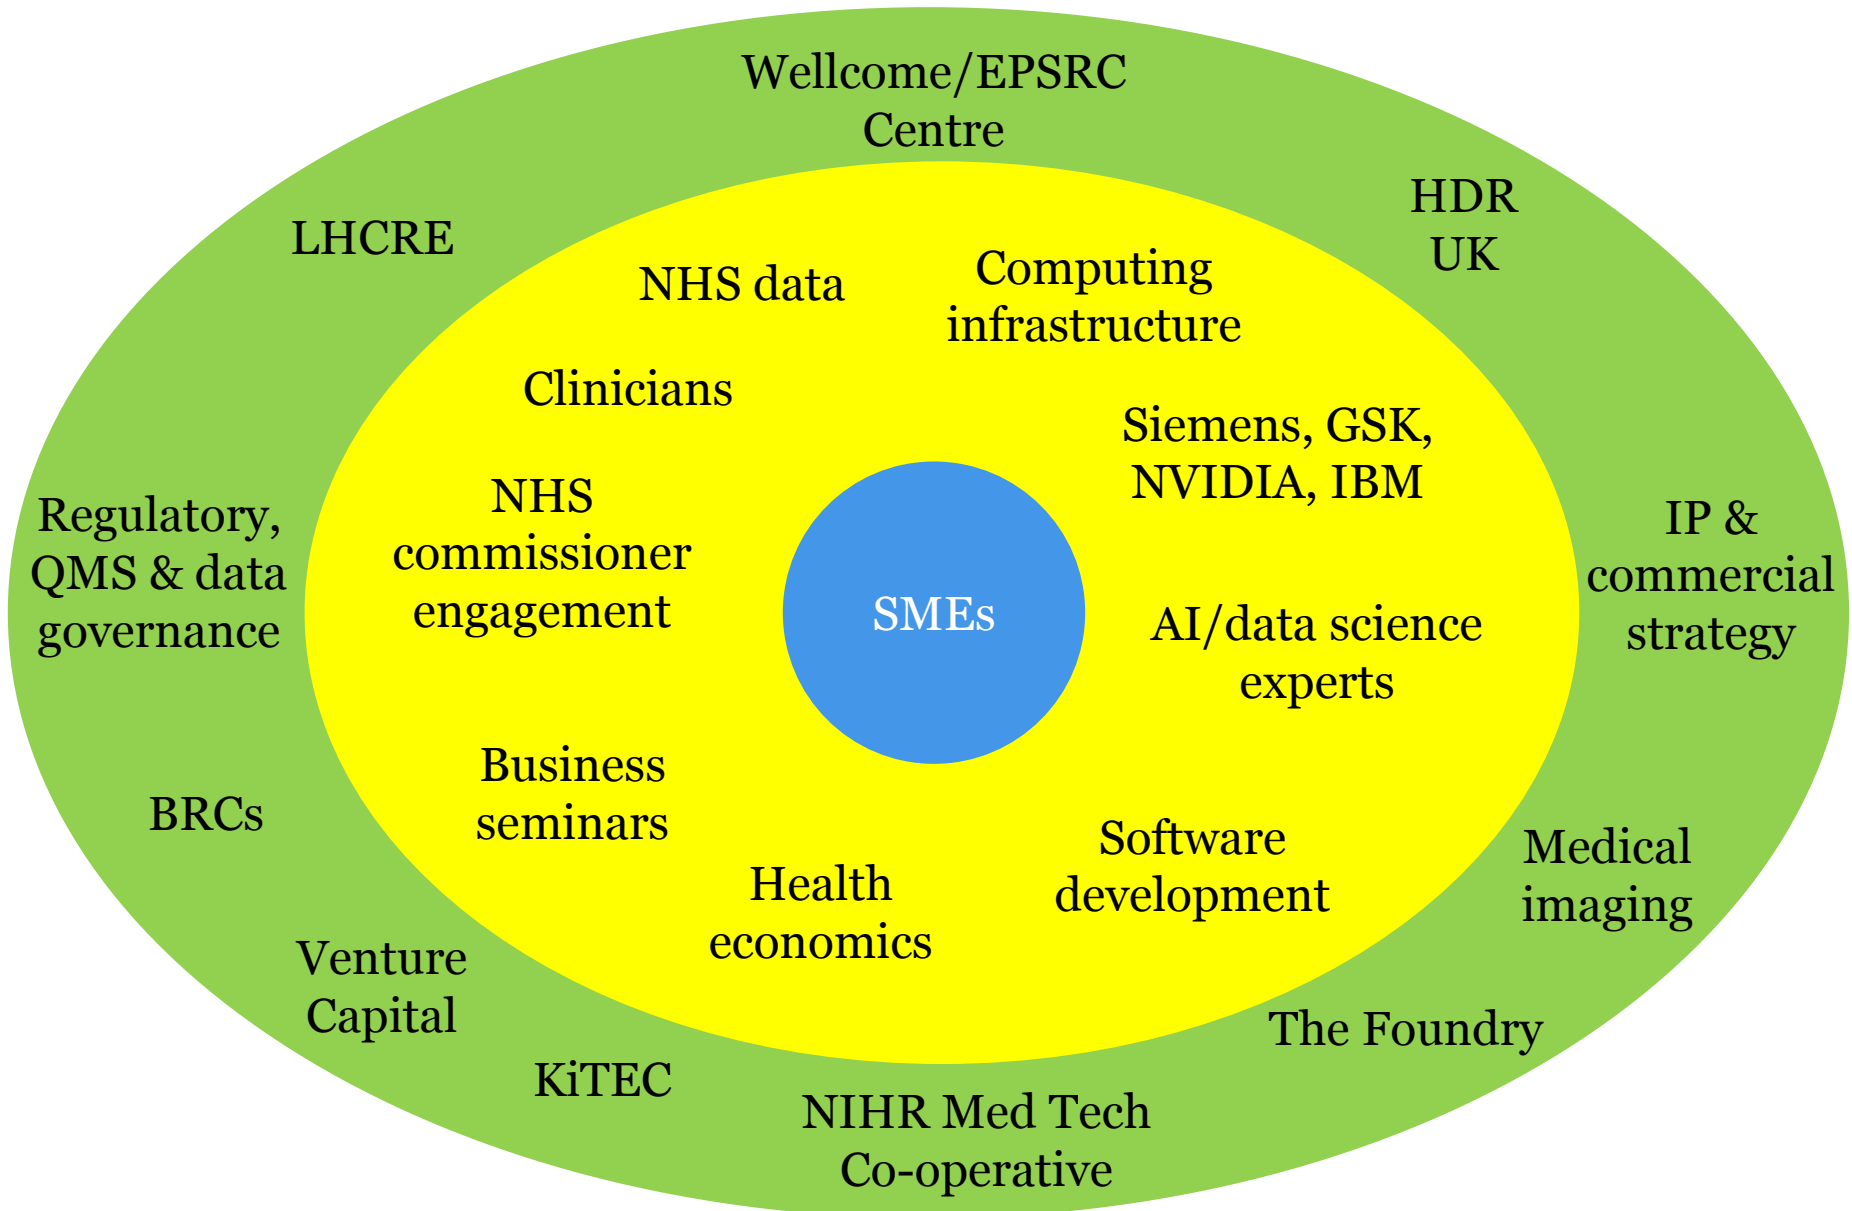 Wellcome/EPSRC
Centre
HDR
UK
LHCRE
NHS data
Computing
infrastructure
Clinicians
Siemens, GSK,
NVIDIA, IBM
NHS
commissioner
engagement
Regulatory,
QMS & data
governance
IP &
commercial
strategy
SMEs
AI/data science
experts
Business
seminars
BRCs
Software
development
Medical
imaging
Health
economics
Venture
Capital
The Foundry
KiTEC
NIHR Med Tech
Co-operative